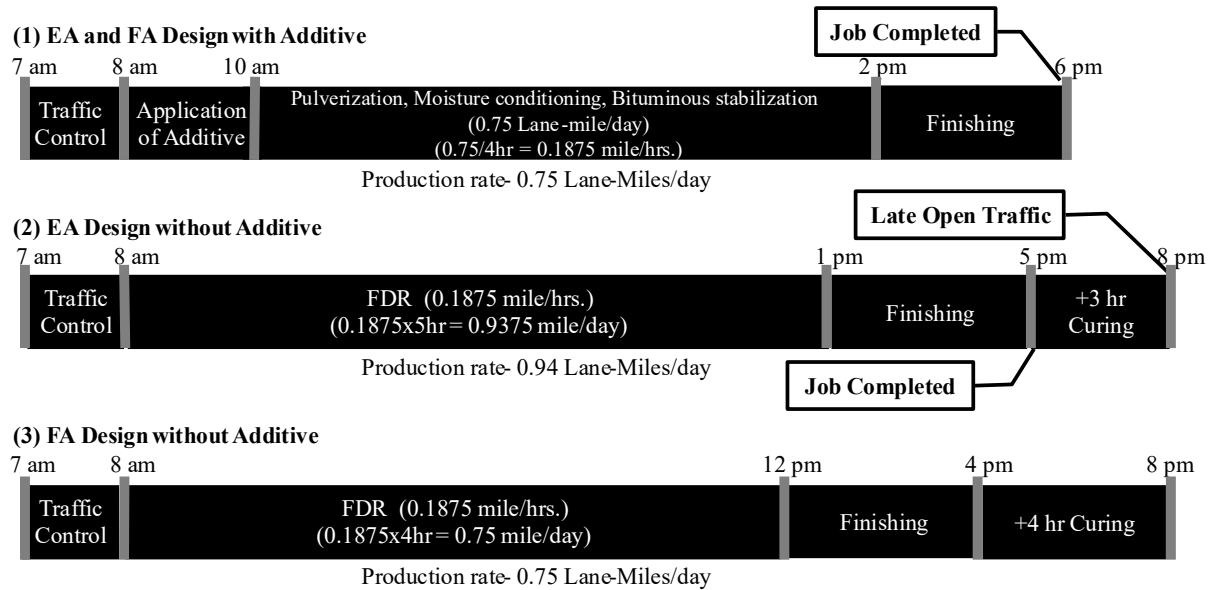 (1) EA and FA Design with Additive
Job Completed
7 am 8 am 10 am 2 pm 6 pm
Traffic
Control
Application
of Additive
Pulverization, Moisture conditioning, Bituminous stabilization
(0.75 Lane-mile/day)
(0.75/4hr = 0.1875 mile/hrs.)
Finishing
Production rate- 0.75 Lane-Miles/day
(2) EA Design without Additive
Late Open Traffic
7 am 8 am 1 pm 5 pm 8 pm
Traffic
Control
FDR (0.1875 mile/hrs.)
(0.1875x5hr= 0.9375 mile/day)
Finishing
+3 hr
Curing
Production rate- 0.94 Lane-Miles/day
Job Completed
(3) FA Design without Additive
7 am 8 am 12 pm 4 pm 8 pm
Traffic
Control
FDR (0.1875 mile/hrs.)
(0.1875x4hr= 0.75 mile/day)
Finishing
+4 hr Curing
Production rate- 0.75 Lane-Miles/day